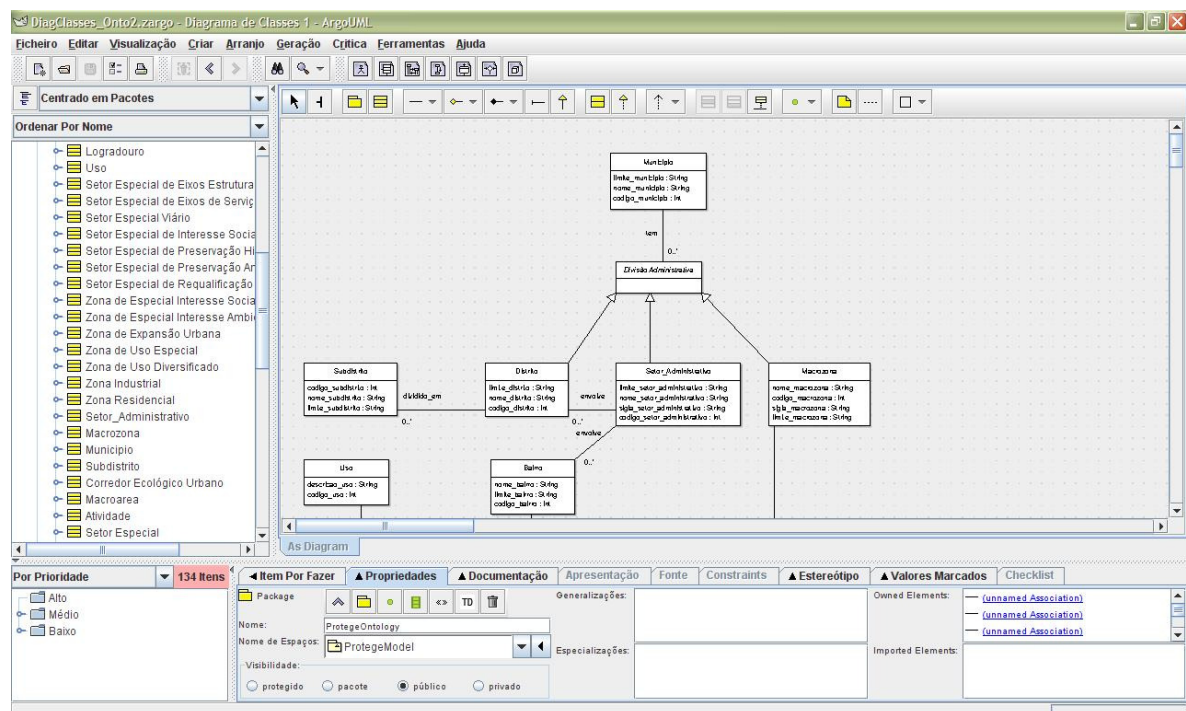 DiagClasses_Onto2.zargo - Diagrama de Classes 1 - ArgoUML
Ficheiro Editar Visualização Criar Arranjo Geração Crítica Ferramentas Ajuda
Centrado em Pacotes
Ordenar Por Nome
Logradouro
Uso
Setor Especial de Eixos Estrutura
Setor Especial de Eixos de Serviç
Setor Especial Viário
Setor Especial de Interesse Socia
Setor Especial de Preservação Hi
Setor Especial de Preservação Ar
Setor Especial de Requalificação
Zona de Especial Interesse Socia
Zona de Especial Interesse Ambi
Zona de Expansão Urbana
Zona de Uso Especial
Zona de Uso Diversificado
Zona Industrial
Zona Residencial
Setor_Administrativo
Macrozona
Municipio
Subdistrito
Corredor Ecológico Urbano
Macroarea
Atividade
Setor Especial
Município
limite_municipio : String
nome_municipio : String
codigo_municipio : Int
tem
0..*
Divisão Administrativa
Subdistrito
codigo_subdistrito : Int
nome_subdistrito : String
limite_subdistrito : String
dividido_em
0..*
Distrito
limite_distrito : String
nome_distrito : String
codigo_distrito : Int
envolve
0..*
Setor_Administrativo
limite_setor_administrativo : String
nome_setor_administrativo : String
sigla_setor_administrativo : String
codigo_setor_administrativo : Int
Macrozona
nome_macrozona : String
codigo_macrozona : Int
sigla_macrozona : String
limite_macrozona : String
envolve
0..*
Uso
descricao_uso : String
codigo_uso : Int
Bairro
nome_bairro : String
limite_bairro : String
codigo_bairro : Int
As Diagram
Por Prioridade 134 Itens
Alto
Médio
Baixo
Item Por Fazer Propriedades Documentação Apresentação Fonte Constraints Estereótipo Valores Marcados Checklist
Package
TD
Nome: ProtegeOntology
Nome de Espaços: ProtegeModel
Visibilidade:
protegido pacote público privado
Generalizações:
Especializações:
Owned Elements:
(unnamed Association)
(unnamed Association)
(unnamed Association)
Imported Elements: